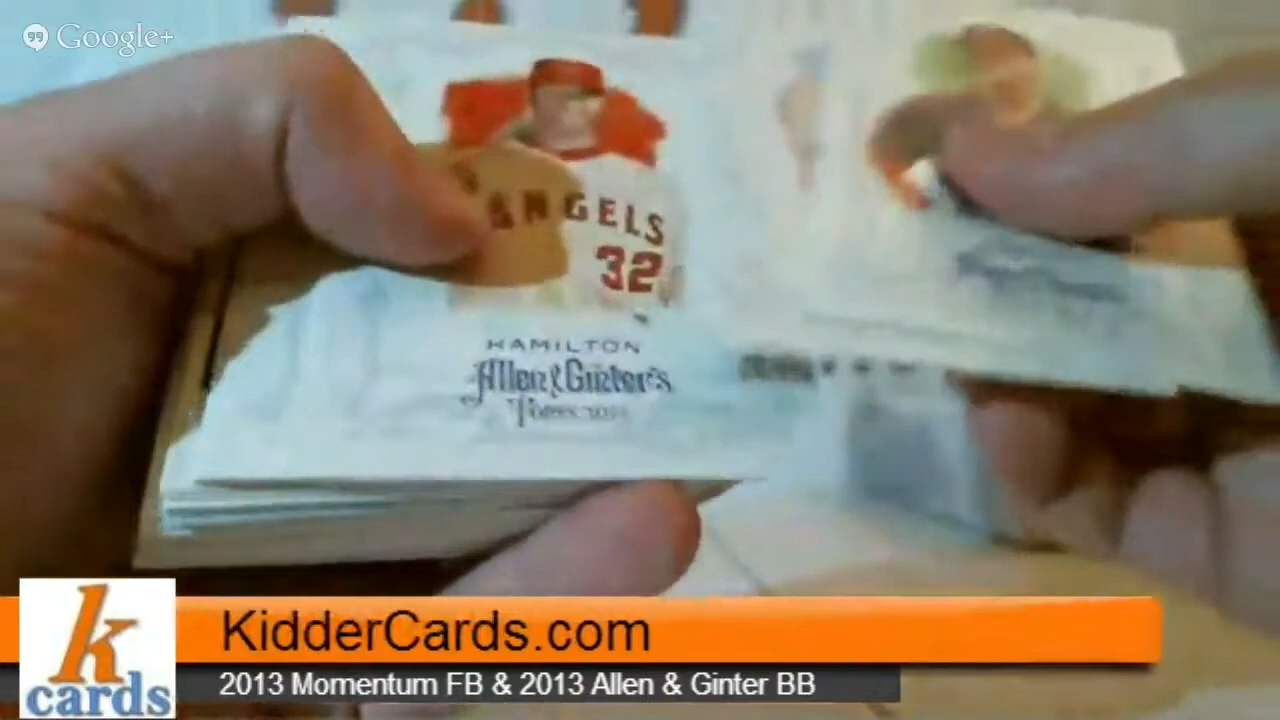 Google+
ANGELS
32
HAMILTON
Allen & Ginter's
KidderCards.com
k
cards
2013 Momentum FB & 2013 Allen & Ginter BB